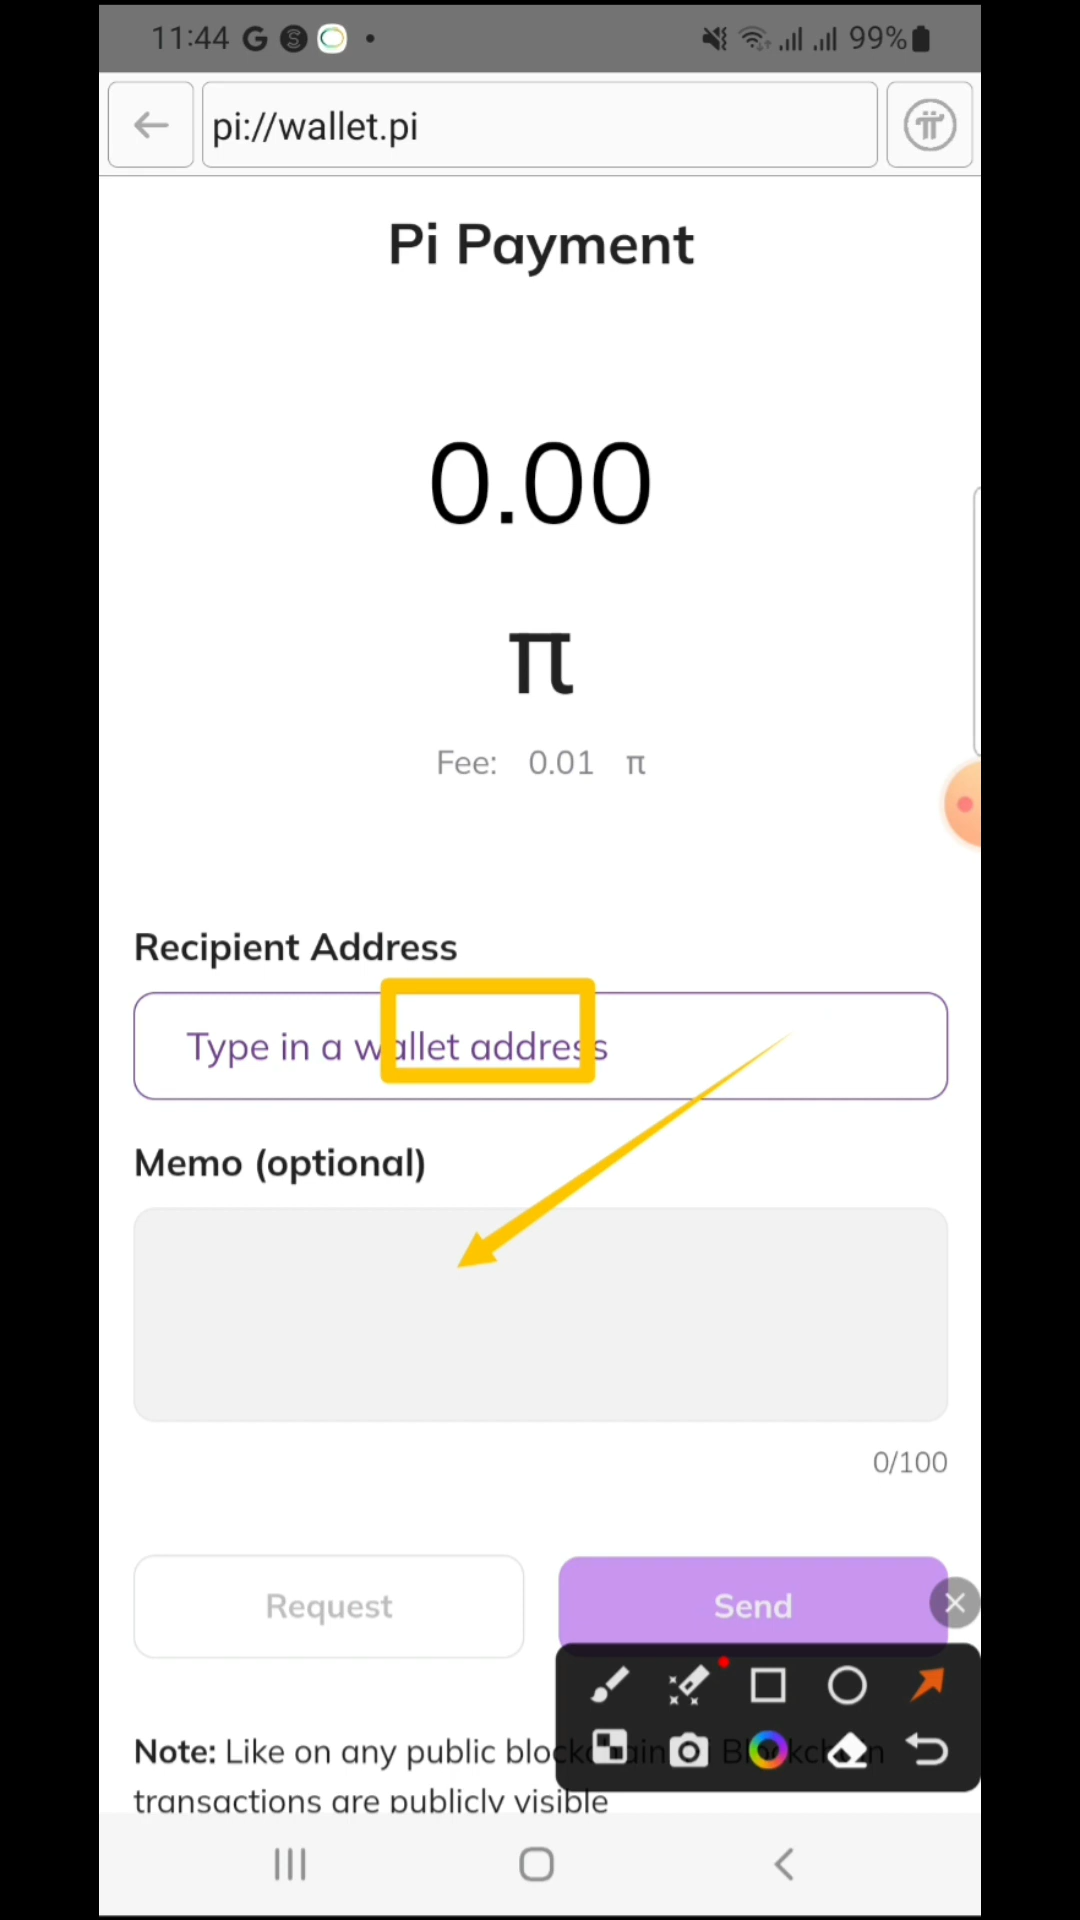 11:44
99%
pi://wallet.pi
Pi Payment
0.00
π
Fee: 0.01 π
Recipient Address
Type in a wallet address
Memo (optional)
0/100
Request
Send
Note: Like on any public blockchain Blockchain
transactions are publicly visible